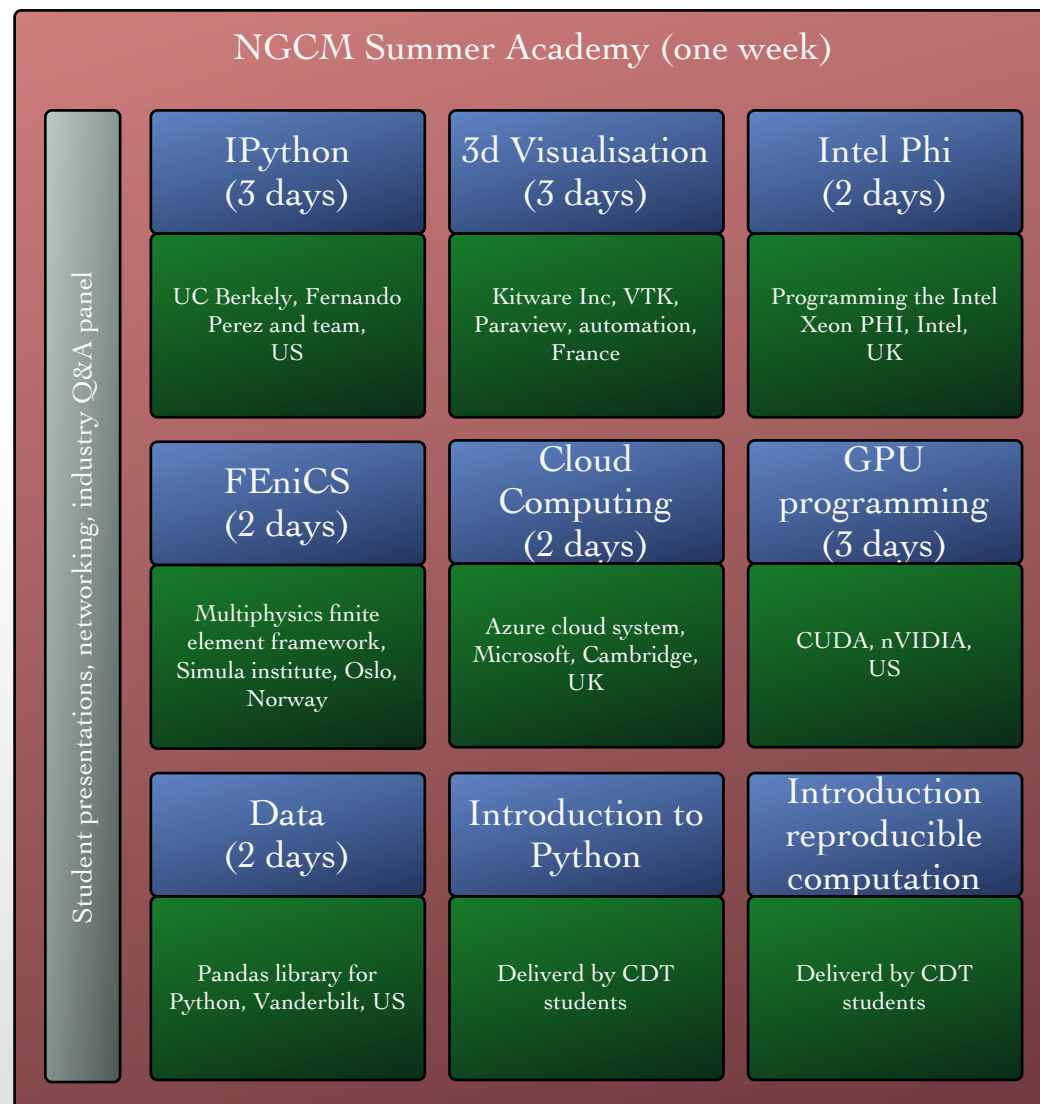 NGCM Summer Academy (one week)
Student presentations, networking, industry Q&A panel
IPython
(3 days)
UC Berkely, Fernando
Perez and team,
US
3d Visualisation
(3 days)
Kitware Inc, VTK,
Paraview, automation,
France
Intel Phi
(2 days)
Programming the Intel
Xeon PHI, Intel,
UK
FEniCS
(2 days)
Multiphysics finite
element framework,
Simula institute, Oslo,
Norway
Cloud
Computing
(2 days)
Azure cloud system,
Microsoft, Cambridge,
UK
GPU
programming
(3 days)
CUDA, nVIDIA,
US
Data
(2 days)
Pandas library for
Python, Vanderbilt, US
Introduction to
Python
Deliverd by CDT
students
Introduction
reproducible
computation
Deliverd by CDT
students